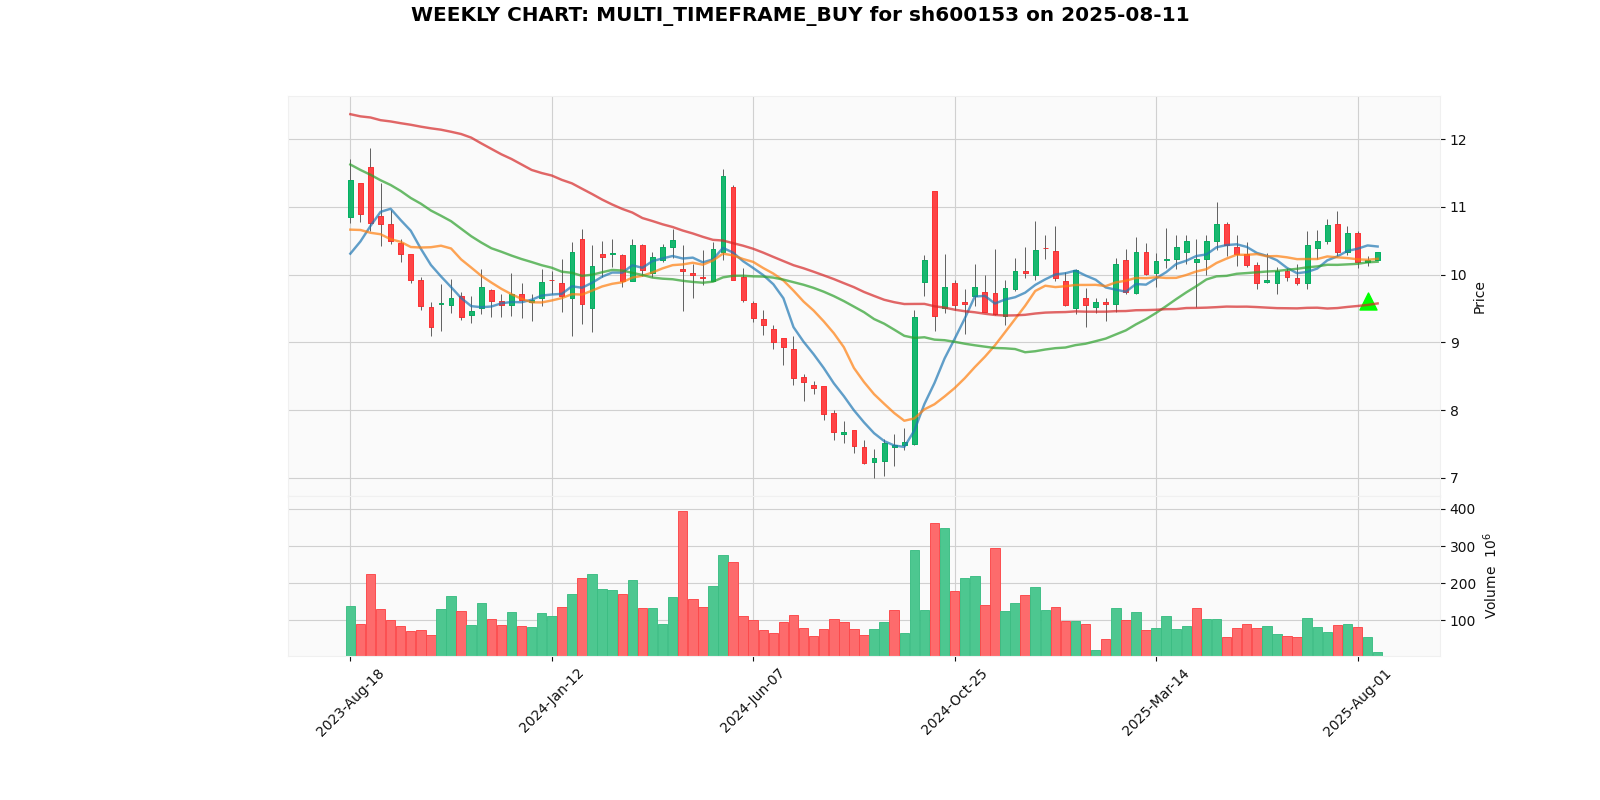 WEEKLY CHART: MULTI_TIMEFRAME_BUY for sh600153 on 2025-08-11
12
11
10
9
8
7
Price
400
300
200
100
Volume 10^6
2023-Aug-18
2024-Jan-12
2024-Jun-07
2024-Oct-25
2025-Mar-14
2025-Aug-01